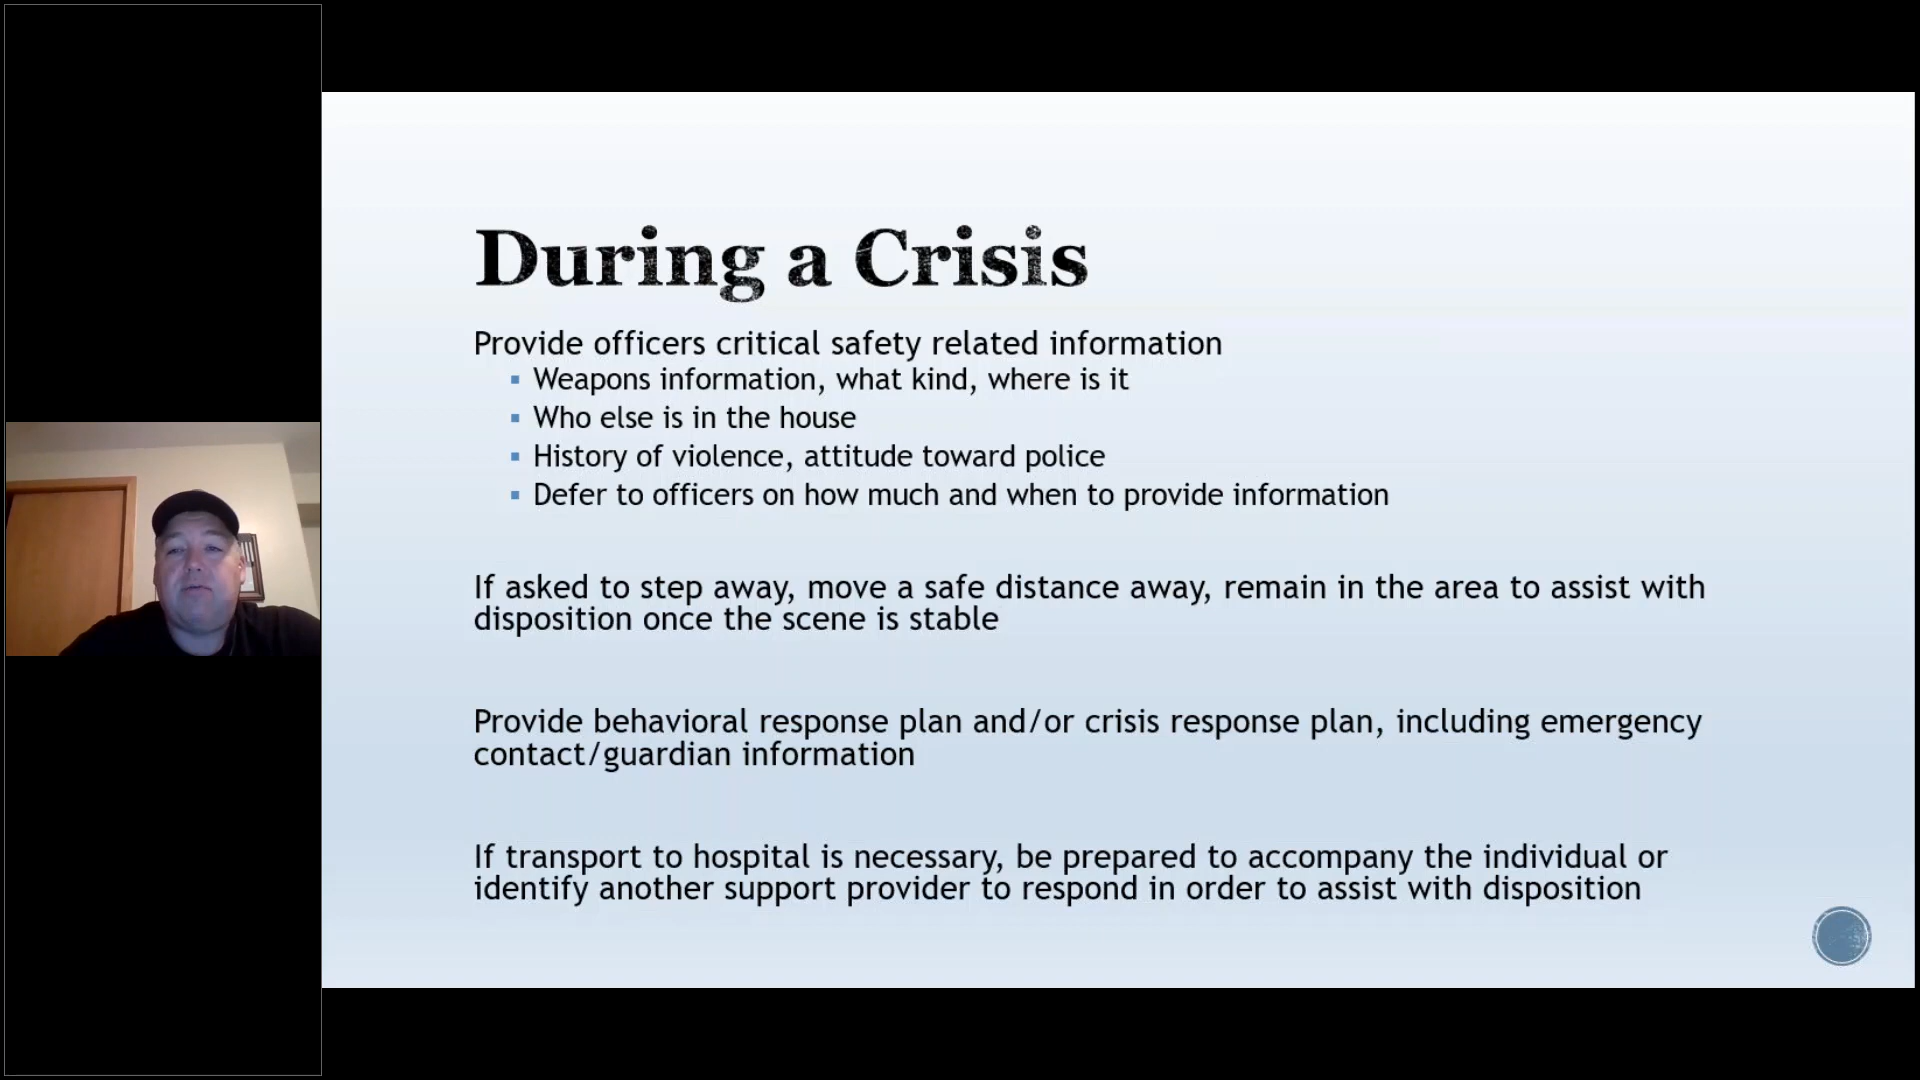 During a Crisis
Provide officers critical safety related information
▪ Weapons information, what kind, where is it
▪ Who else is in the house
▪ History of violence, attitude toward police
▪ Defer to officers on how much and when to provide information
If asked to step away, move a safe distance away, remain in the area to assist with
disposition once the scene is stable
Provide behavioral response plan and/or crisis response plan, including emergency
contact/guardian information
If transport to hospital is necessary, be prepared to accompany the individual or
identify another support provider to respond in order to assist with disposition